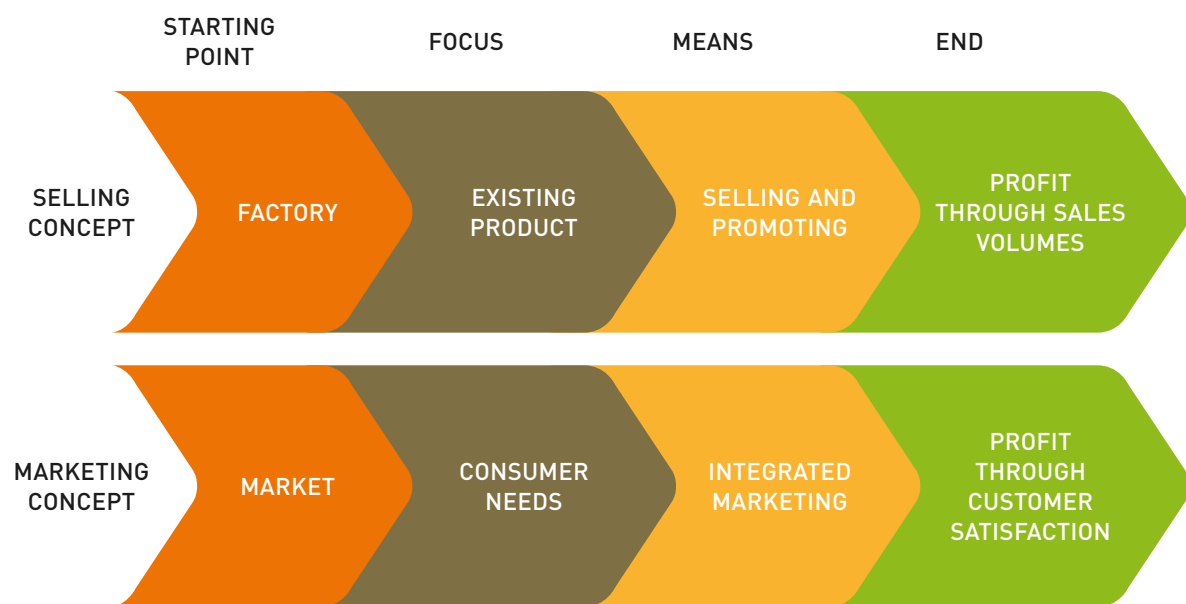 STARTING
POINT
FOCUS
MEANS
END
SELLING
CONCEPT
FACTORY
EXISTING
PRODUCT
SELLING AND
PROMOTING
PROFIT
THROUGH SALES
VOLUMES
MARKETING
CONCEPT
MARKET
CONSUMER
NEEDS
INTEGRATED
MARKETING
PROFIT
THROUGH
CUSTOMER
SATISFACTION